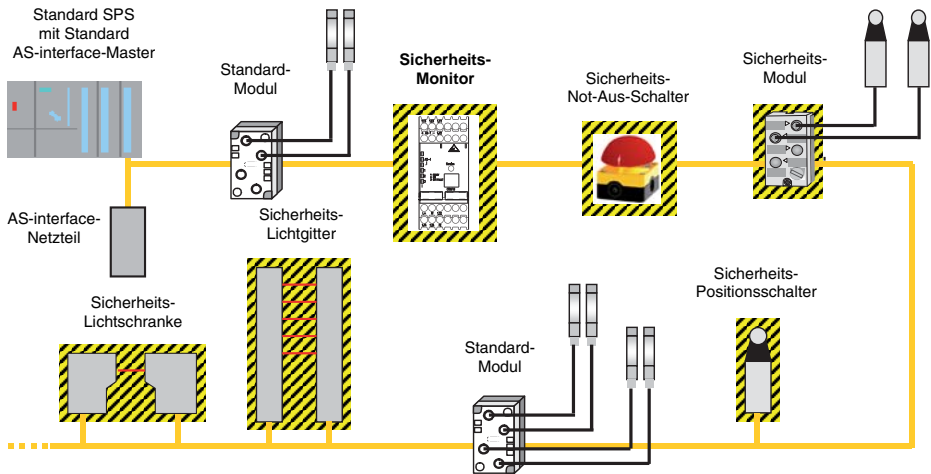 Standard SPS
mit Standard
AS-interface-Master
Standard-
Modul
Sicherheits-
Monitor
Sicherheits-
Not-Aus-Schalter
Sicherheits-
Modul
AS-interface-
Netzteil
Sicherheits-
Lichtgitter
Sicherheits-
Lichtschranke
Standard-
Modul
Sicherheits-
Positionsschalter